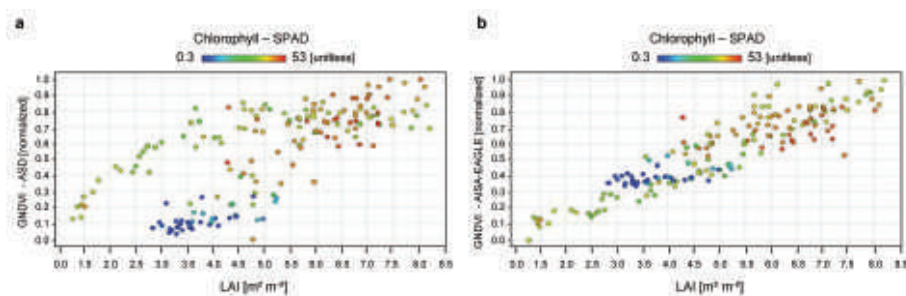 a
Chlorophyll – SPAD
0.3 53 [unitless]
GNDVI - ASD [normalized]
1.0
0.9
0.8
0.7
0.6
0.5
0.4
0.3
0.2
0.1
0.0
0.0 1.5 2.0 2.5 3.0 3.5 4.0 4.5 5.0 5.5 6.0 6.5 7.0 7.5 8.0 8.5
LAI [m² m⁻²]
b
Chlorophyll – SPAD
0.3 53 [unitless]
GNDVI - AISA-EAGLE [normalized]
1.0
0.9
0.8
0.7
0.6
0.5
0.4
0.3
0.2
0.1
0.0
0.0 1.5 2.0 2.5 3.0 3.5 4.0 4.5 5.0 5.5 6.0 6.5 7.0 7.5 8.0 8.5
LAI [m² m⁻²]